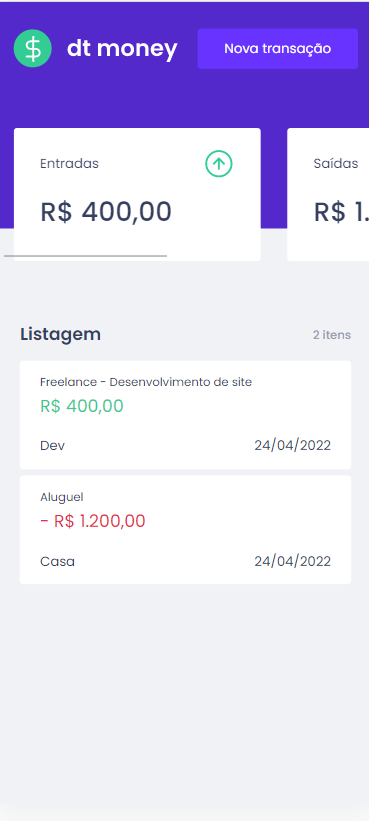 dt money
Nova transação
Entradas
R$ 400,00
Saídas
R$ 1.
Listagem
2 itens
Freelance - Desenvolvimento de site
R$ 400,00
Dev
24/04/2022
Aluguel
- R$ 1.200,00
Casa
24/04/2022